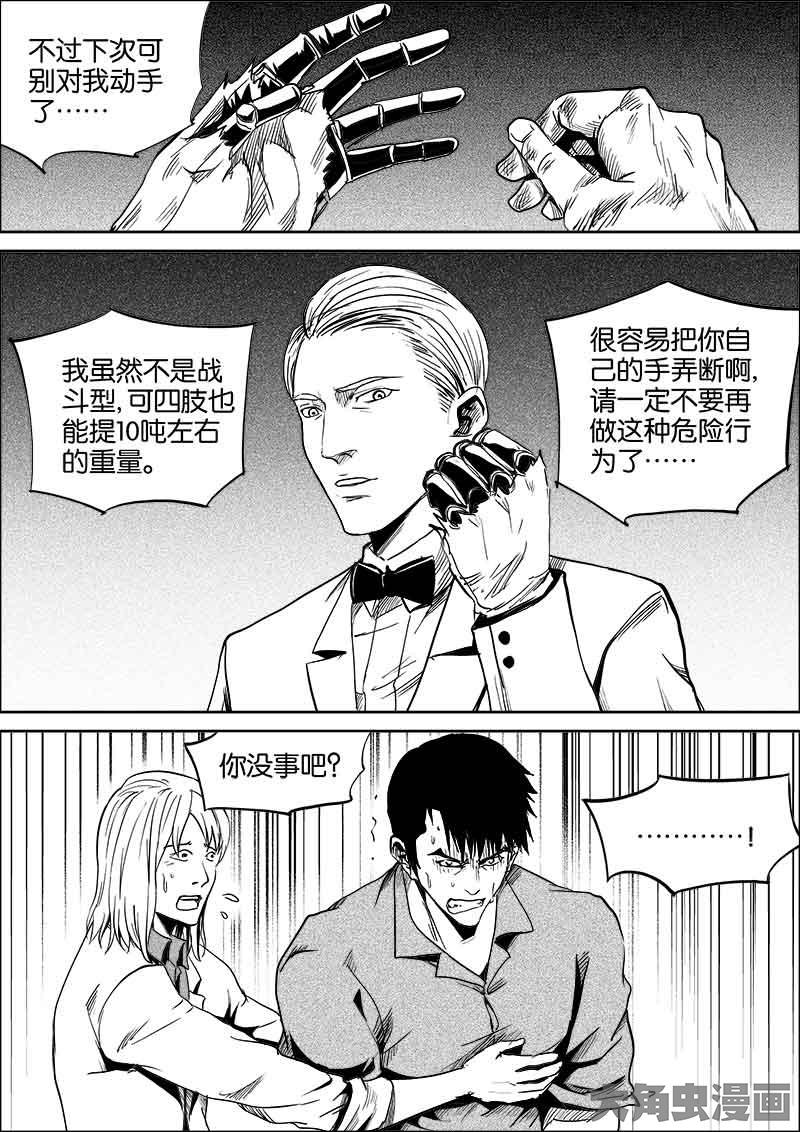 不过下次可
别对我动手
了……
我虽然不是战
斗型,可四肢也
能提10吨左右
的重量。
很容易把你自
己的手弄断啊,
请一定不要再
做这种危险行
为了……
你没事吧?
…………!
角虫漫画